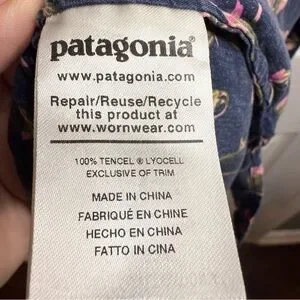 patagonia®
www.patagonia.com
Repair/Reuse/Recycle
this product at
www.wornwear.com
100% TENCEL ® LYOCELL
EXCLUSIVE OF TRIM
MADE IN CHINA
FABRIQUÉ EN CHINE
HECHO EN CHINA
FATTO IN CINA